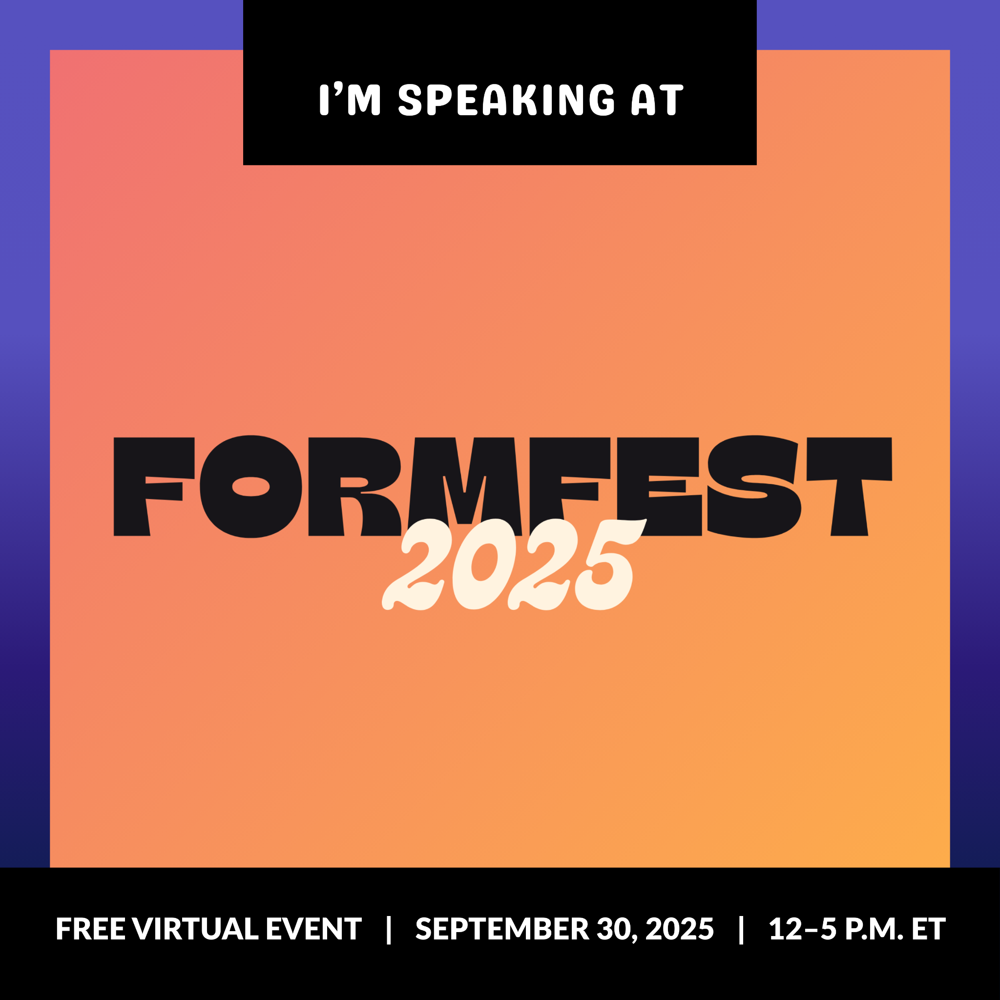 I’M SPEAKING AT
FORMFEST
2025
FREE VIRTUAL EVENT | SEPTEMBER 30, 2025 | 12–5 P.M. ET